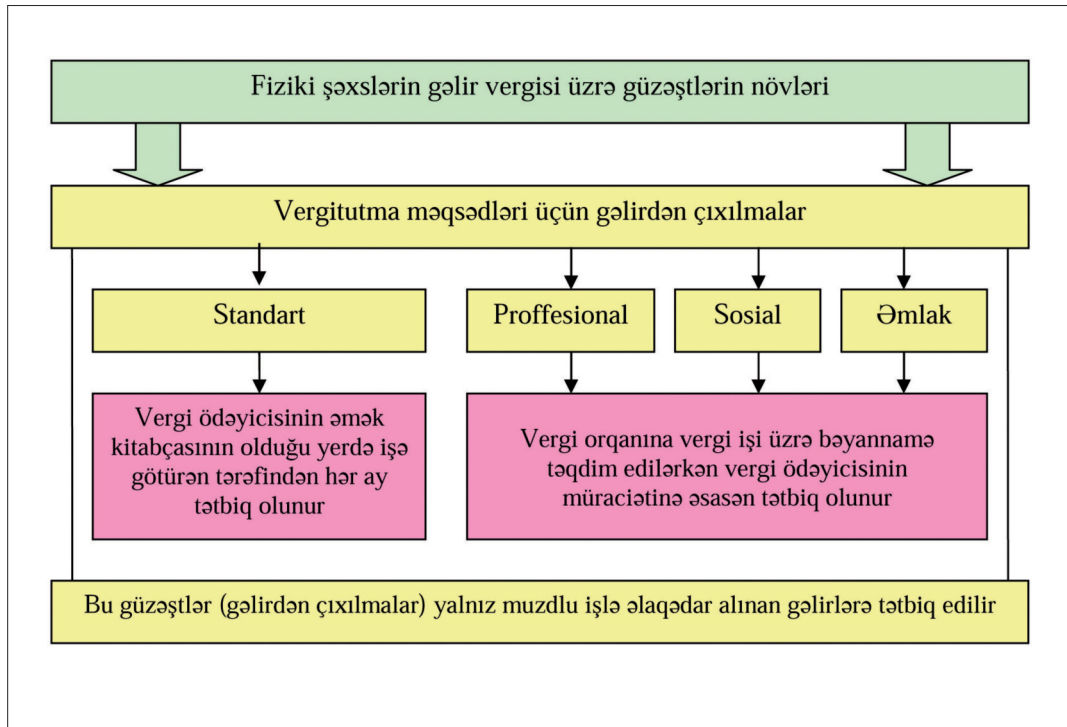 Fiziki şəxslərin gəlir vergisi üzrə güzəştlərin növləri
Vergitutma məqsədləri üçün gəlirdən çıxılmalar
Standart
Proffesional
Sosial
Əmlak
Vergi ödəyicisinin əmək
kitabçasının olduğu yerdə işə
götürən tərəfindən hər ay
tətbiq olunur
Vergi orqanına vergi işi üzrə bəyannamə
təqdim edilərkən vergi ödəyicisinin
müraciətinə əsasən tətbiq olunur
Bu güzəştlər (gəlirdən çıxılmalar) yalnız muzdlu işlə əlaqədar alınan gəlirlərə tətbiq edilir